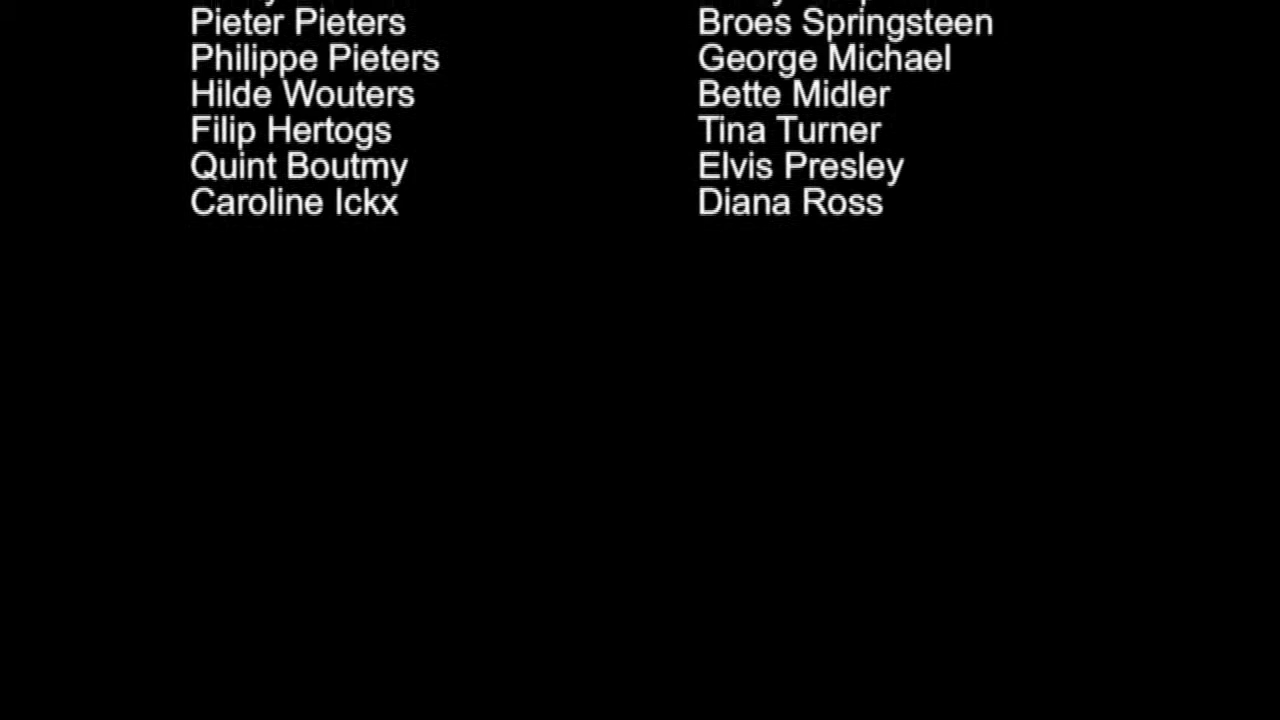 Pieter Pieters Broes Springsteen
Philippe Pieters George Michael
Hilde Wouters Bette Midler
Filip Hertogs Tina Turner
Quint Boutmy Elvis Presley
Caroline Ickx Diana Ross